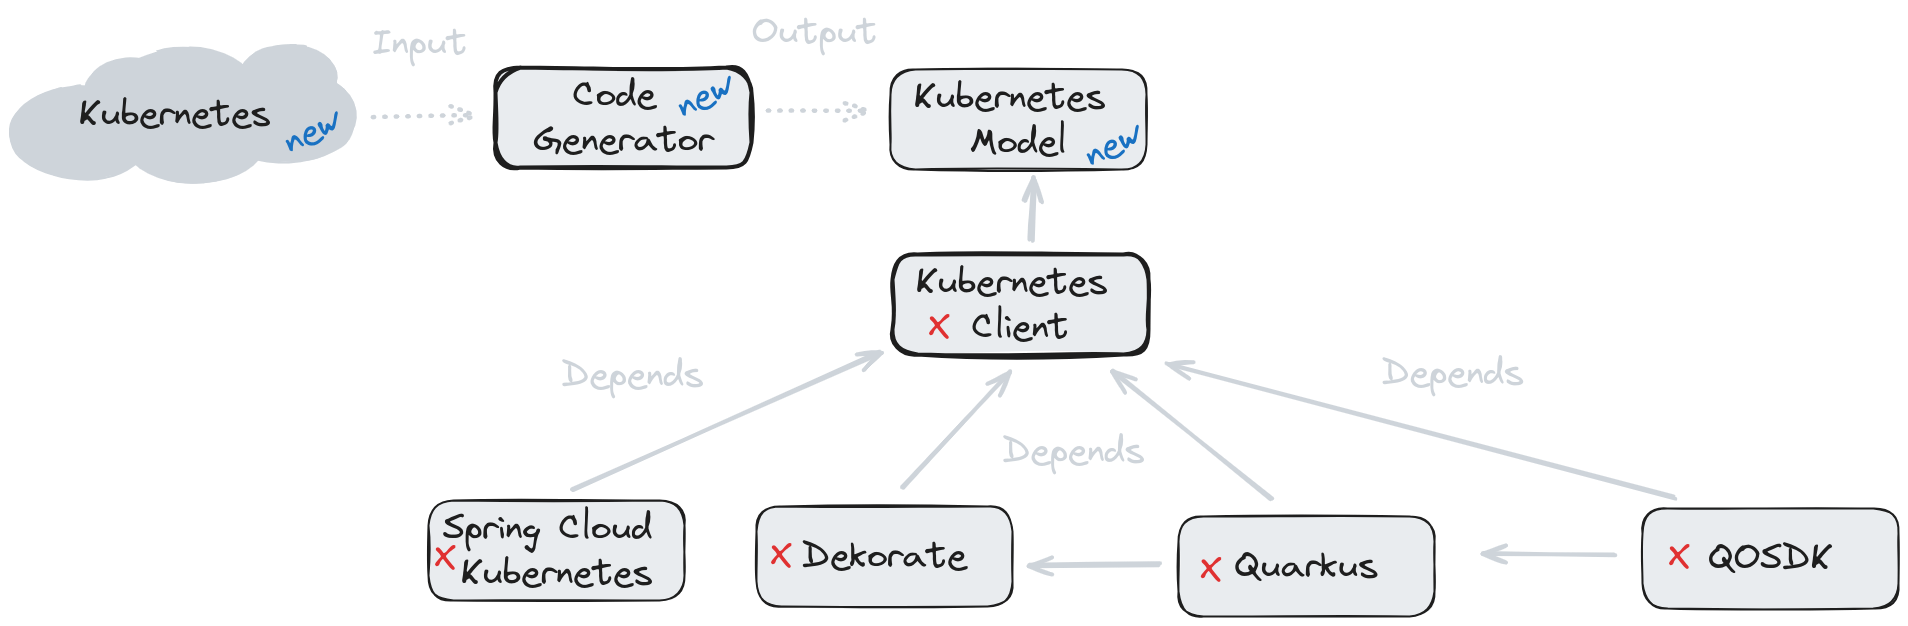 Input
Output
Kubernetes
new
Code
new
Generator
Kubernetes
Model
new
Kubernetes
✗ Client
Depends
Depends
Depends
Spring Cloud
✗ Kubernetes
✗ Dekorate
✗ Quarkus
✗ QOSDK